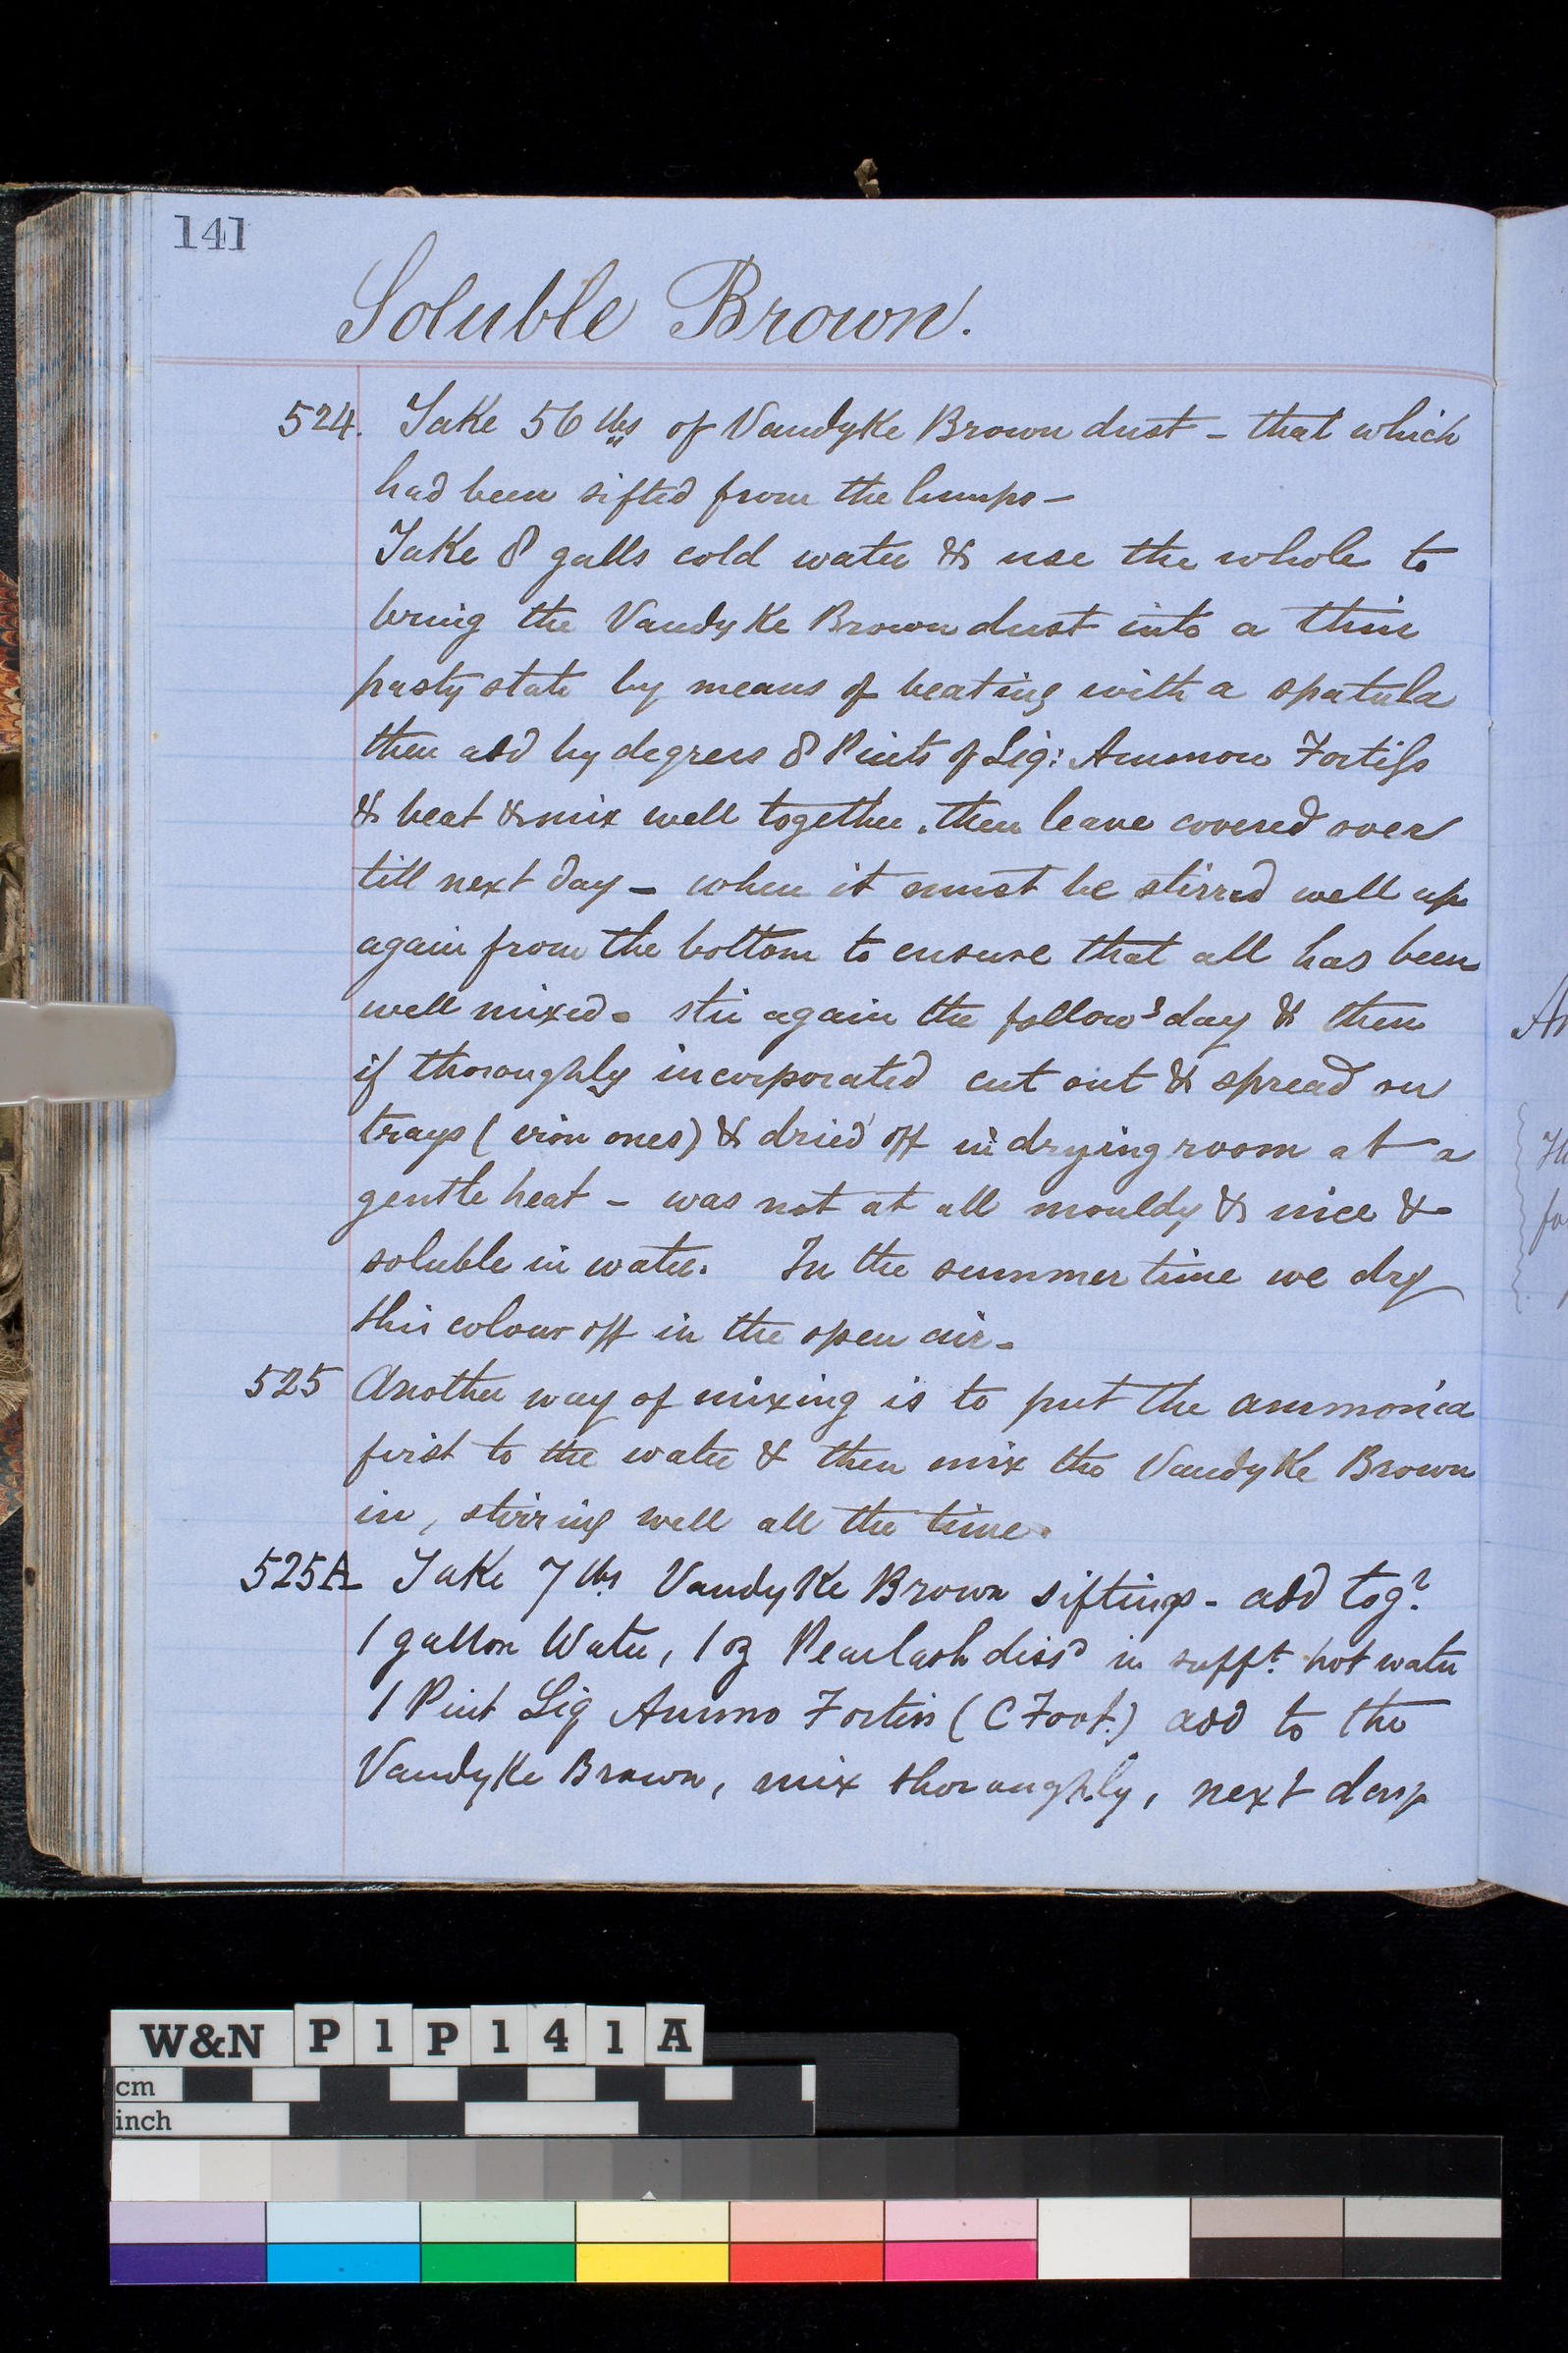 141
Soluble Brown.
524. Take 56 lbs of Vandyke Brown dust – that which
had been sifted from the lumps –
Take 8 galls cold water & use the whole to
bring the Vandyke Brown dust into a thin
pasty state by means of beating with a spatula
then add by degrees 8 Pints of Liq: Ammon Fortiss
& beat & mix well together, then leave covered over
till next day – when it must be stirred well up
again from the bottom to ensure that all has been
well mixed. stir again the followg day & then
if thoroughly incorporated cut out & spread on
trays (iron ones) & dried off in drying room at a
gentle heat – was not at all mouldy & nice &
soluble in water. In the summer time we dry
this colour off in the open air.
525 Another way of mixing is to put the ammonia
first to the water & then mix the Vandyke Brown
in, stirring well all the time.
525A Take 7 lbs Vandyke Brown siftings – add togr
1 gallon Water, 1 oz Pearlash dissd in sufft. hot water
1 Pint Liq Ammo Fortiss (C Foot.) add to the
Vandyke Brown, mix thoroughly, next day
W&N P1P141A
cm
inch